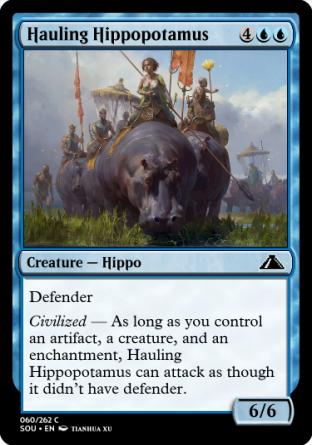 Hauling Hippopotamus 4
Creature — Hippo
Defender
Civilized — As long as you control
an artifact, a creature, and an
enchantment, Hauling
Hippopotamus can attack as though
it didn't have defender.
6/6
060/262 C
SOU • EN TIANHUA XU